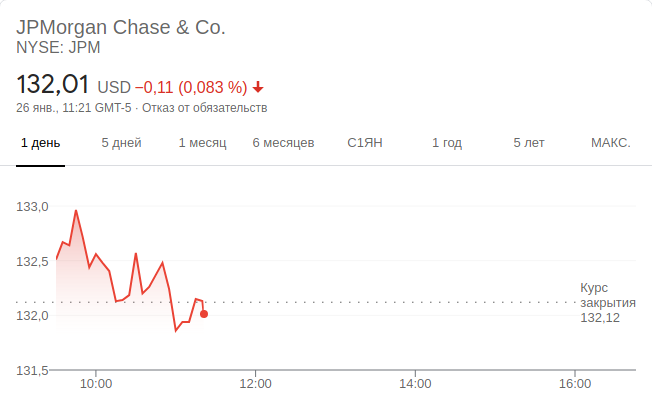 JPMorgan Chase & Co.
NYSE: JPM
132,01 USD −0,11 (0,083 %)
26 янв., 11:21 GMT-5 · Отказ от обязательств
1 день 5 дней 1 месяц 6 месяцев С1ЯН 1 год 5 лет МАКС.
133,0
132,5
Курс
закрытия
132,12
132,0
131,5
10:00 12:00 14:00 16:00